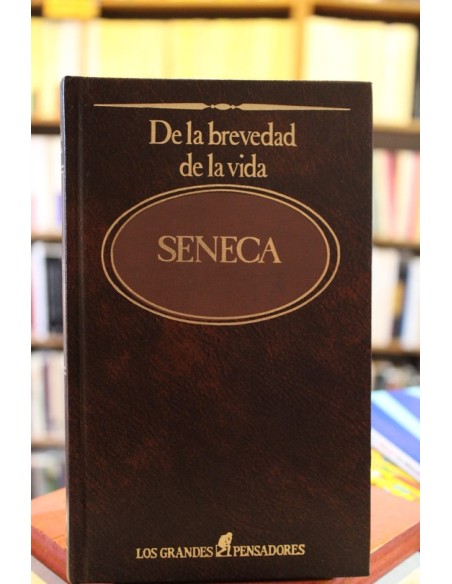 De la brevedad
de la vida
SENECA
LOS GRANDES PENSADORES